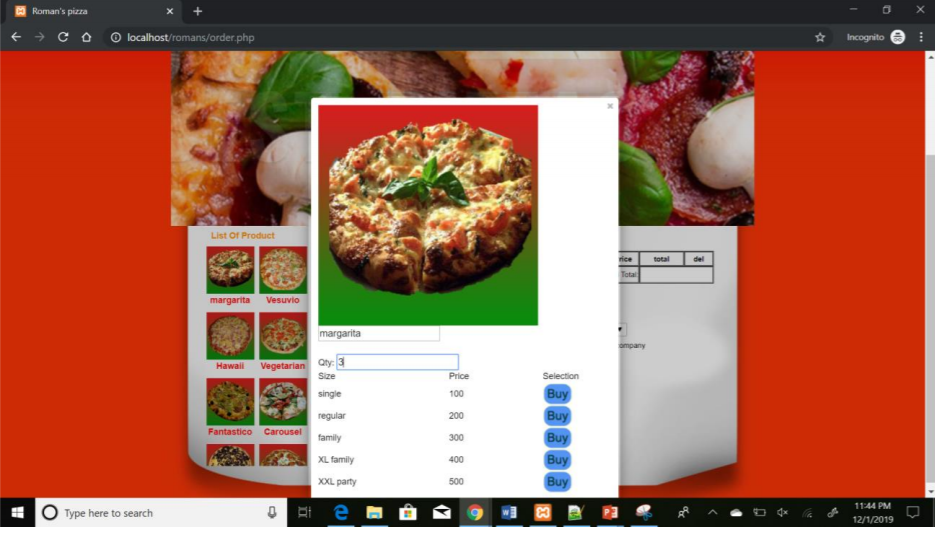 Roman's pizza
localhost/romans/order.php
Incognito
List Of Product
margarita Vesuvio
Hawaii Vegetarian
Fantastico Carousel
margarita
Qty: 3
Size Price Selection
single 100 Buy
regular 200 Buy
family 300 Buy
XL family 400 Buy
XXL party 500 Buy
total del
Total:
Type here to search
11:44 PM
12/1/2019